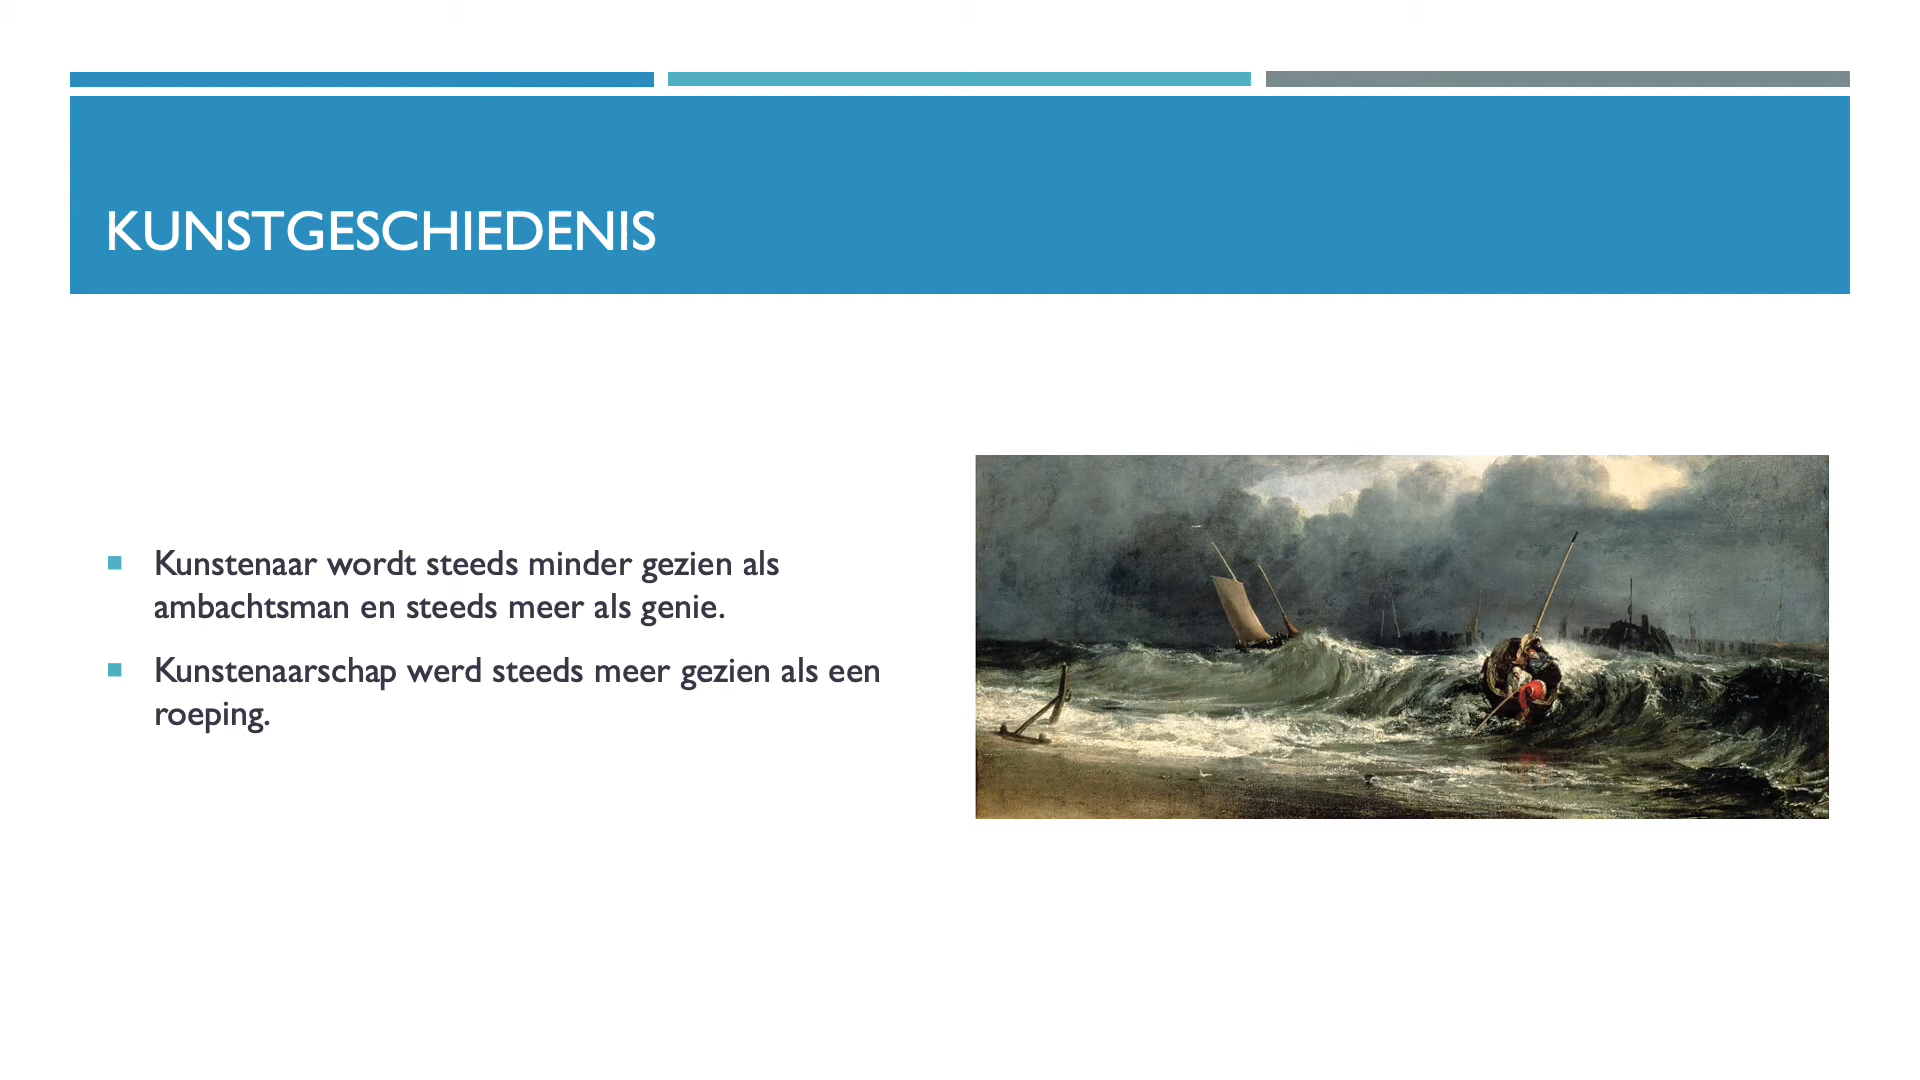 KUNSTGESCHIEDENIS
Kunstenaar wordt steeds minder gezien als
ambachtsman en steeds meer als genie.
Kunstenaarschap werd steeds meer gezien als een
roeping.